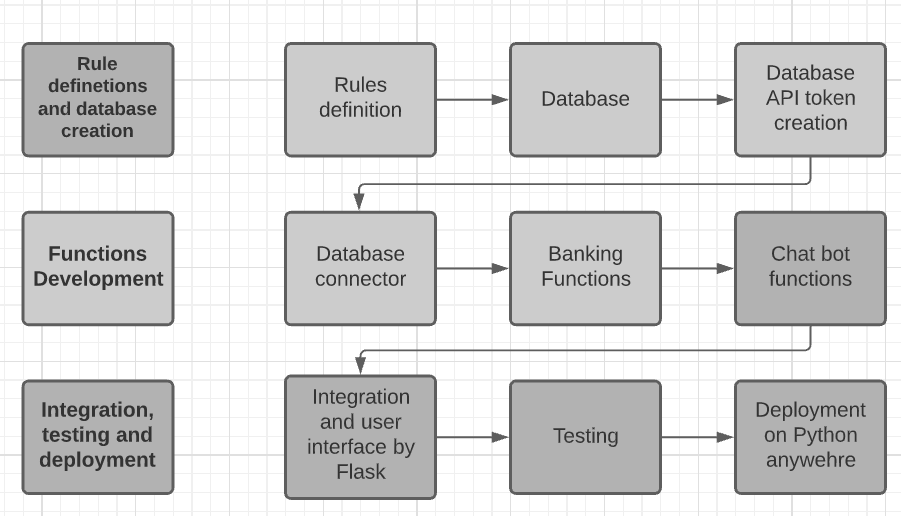 Rule
definetions
and database
creation
Rules
definition
Database
Database
API token
creation
Functions
Development
Database
connector
Banking
Functions
Chat bot
functions
Integration,
testing and
deployment
Integration
and user
interface by
Flask
Testing
Deployment
on Python
anywehre